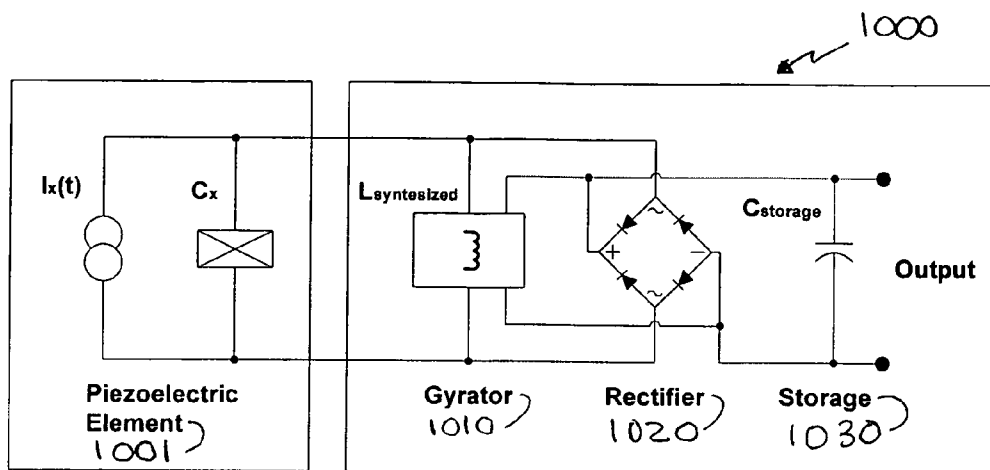 1000
Ix(t)
Cx
Lsyntesized
Cstorage
~
+
−
~
Output
Piezoelectric
Element
1001
Gyrator
1010
Rectifier
1020
Storage
1030